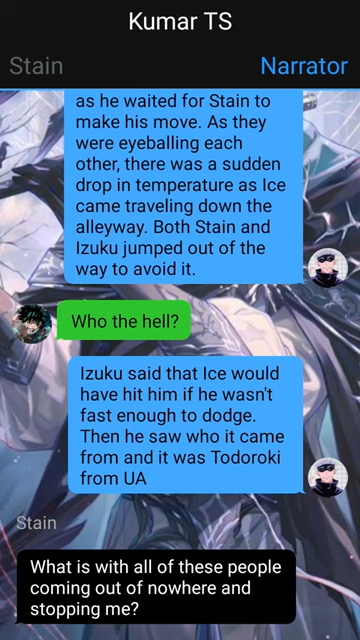 Kumar TS
Stain
Narrator
as he waited for Stain to
make his move. As they
were eyeballing each
other, there was a sudden
drop in temperature as Ice
came traveling down the
alleyway. Both Stain and
Izuku jumped out of the
way to avoid it.
Who the hell?
Izuku said that Ice would
have hit him if he wasn't
fast enough to dodge.
Then he saw who it came
from and it was Todoroki
from UA
Stain
What is with all of these people
coming out of nowhere and
stopping me?